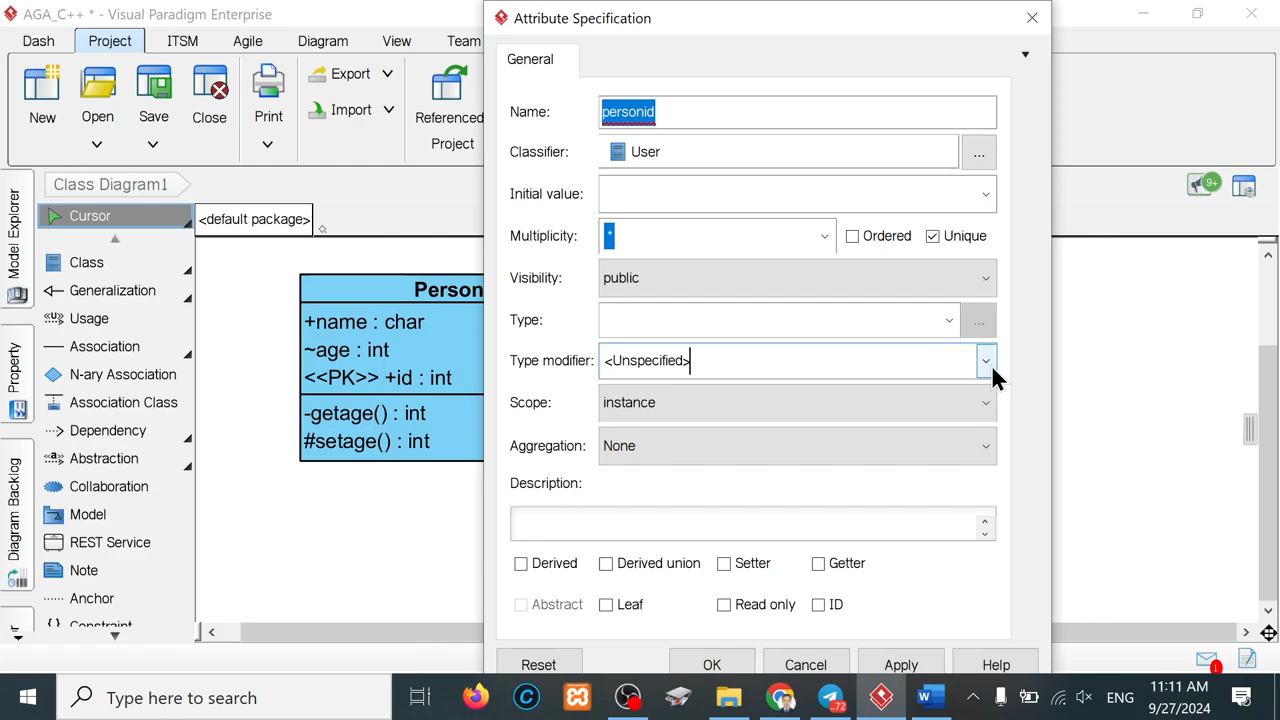 AGA_C++ * - Visual Paradigm Enterprise
Dash Project ITSM Agile Diagram View Team
New Open Save Close Print Export Import Referenced Project
Class Diagram1
9+
Model Explorer
Property
Diagram Backlog
Cursor
Class
Generalization
Usage
Association
N-ary Association
Association Class
Dependency
Abstraction
Collaboration
Model
REST Service
Note
Anchor
Constraint
<default package>
Person
+name : char
~age : int
<<PK>> +id : int
-getage() : int
#setage() : int
Attribute Specification
General
Name: personid
Classifier: User ...
Initial value:
Multiplicity: * Ordered Unique
Visibility: public
Type: ...
Type modifier: <Unspecified>
Scope: instance
Aggregation: None
Description:
Derived Derived union Setter Getter
Abstract Leaf Read only ID
Reset OK Cancel Apply Help
1
Type here to search
72
ENG
11:11 AM
9/27/2024